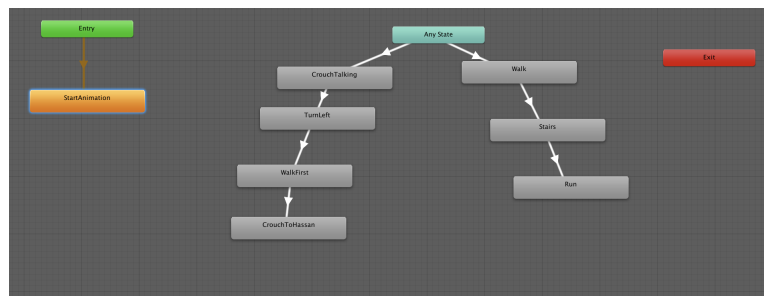 Entry
Any State
Exit
CrouchTalking
Walk
StartAnimation
TurnLeft
Stairs
WalkFirst
Run
CrouchToHassan